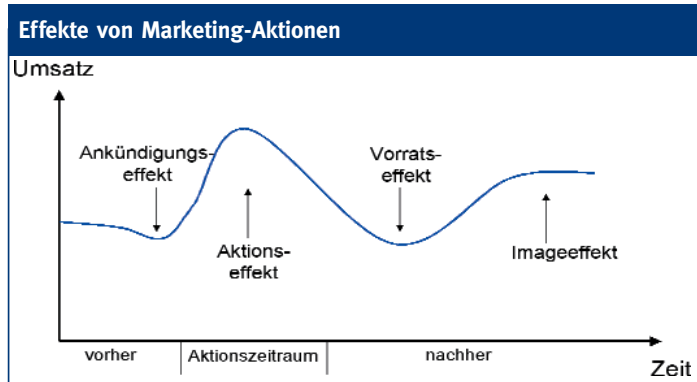 Effekte von Marketing-Aktionen
Umsatz
Ankündigungs-
effekt
Vorrats-
effekt
Aktions-
effekt
Imageeffekt
vorher
Aktionszeitraum
nachher
Zeit